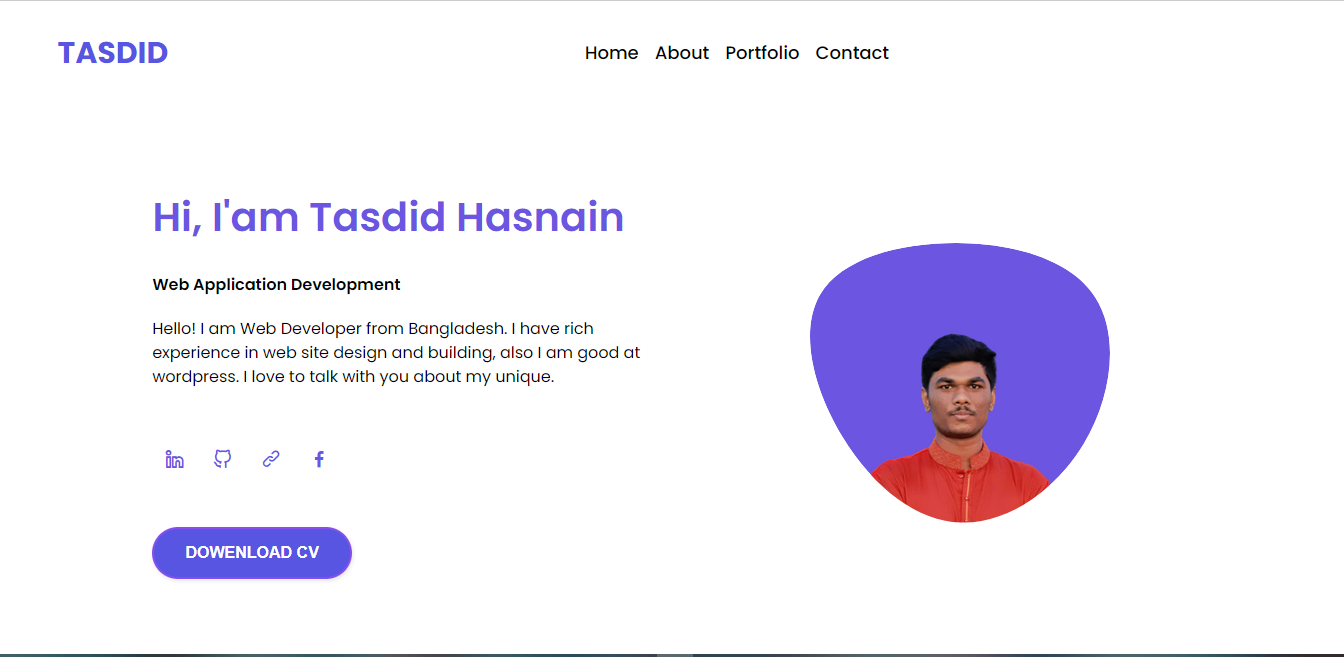 TASDID
Home About Portfolio Contact
Hi, I'am Tasdid Hasnain
Web Application Development
Hello! I am Web Developer from Bangladesh. I have rich
experience in web site design and building, also I am good at
wordpress. I love to talk with you about my unique.
DOWENLOAD CV